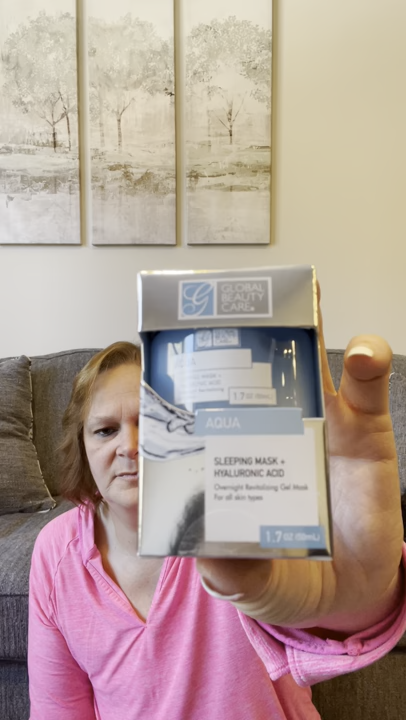 G
GLOBAL
BEAUTY
CARE®
1.7 OZ (50mL)
AQUA
SLEEPING MASK +
HYALURONIC ACID
Overnight Revitalizing Gel Mask
For all skin types
1.7 OZ (50mL)